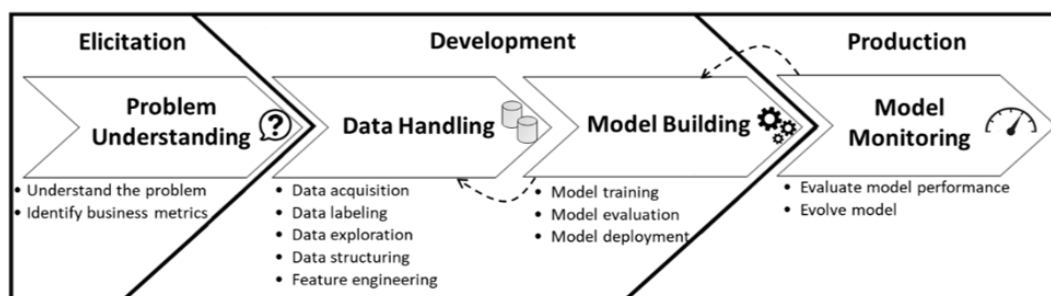 Elicitation
Development
Production
Problem
Understanding
?
Data Handling
Model Building
Model
Monitoring
• Understand the problem
• Identify business metrics
• Data acquisition
• Data labeling
• Data exploration
• Data structuring
• Feature engineering
• Model training
• Model evaluation
• Model deployment
• Evaluate model performance
• Evolve model